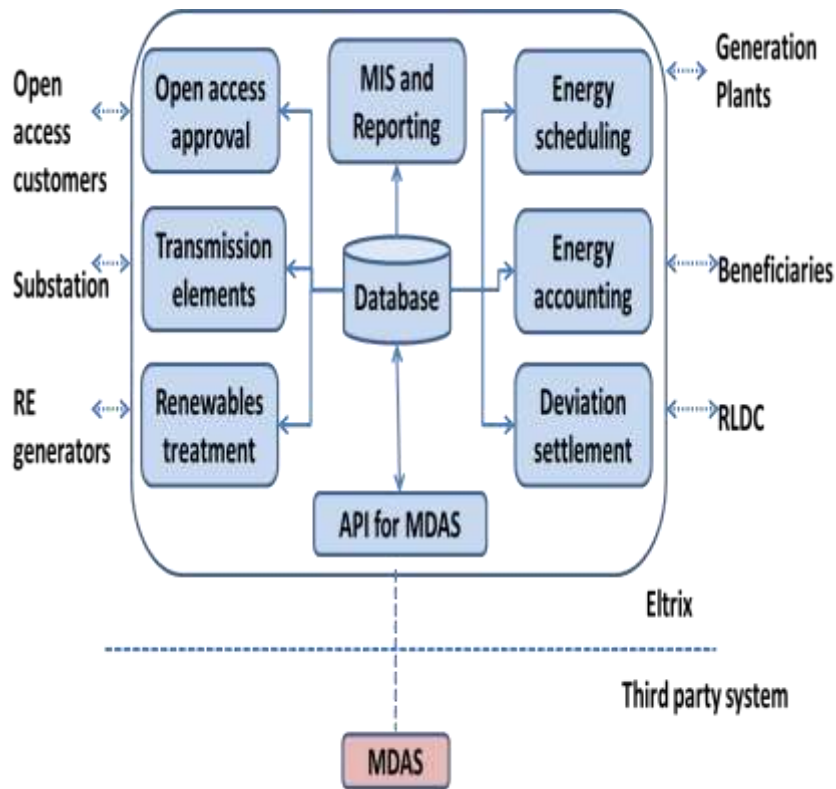 Open
access
customers
Substation
RE
generators
Open access
approval
Transmission
elements
Renewables
treatment
MIS and
Reporting
Database
API for MDAS
Energy
scheduling
Energy
accounting
Deviation
settlement
Generation
Plants
Beneficiaries
RLDC
Eltrix
Third party system
MDAS